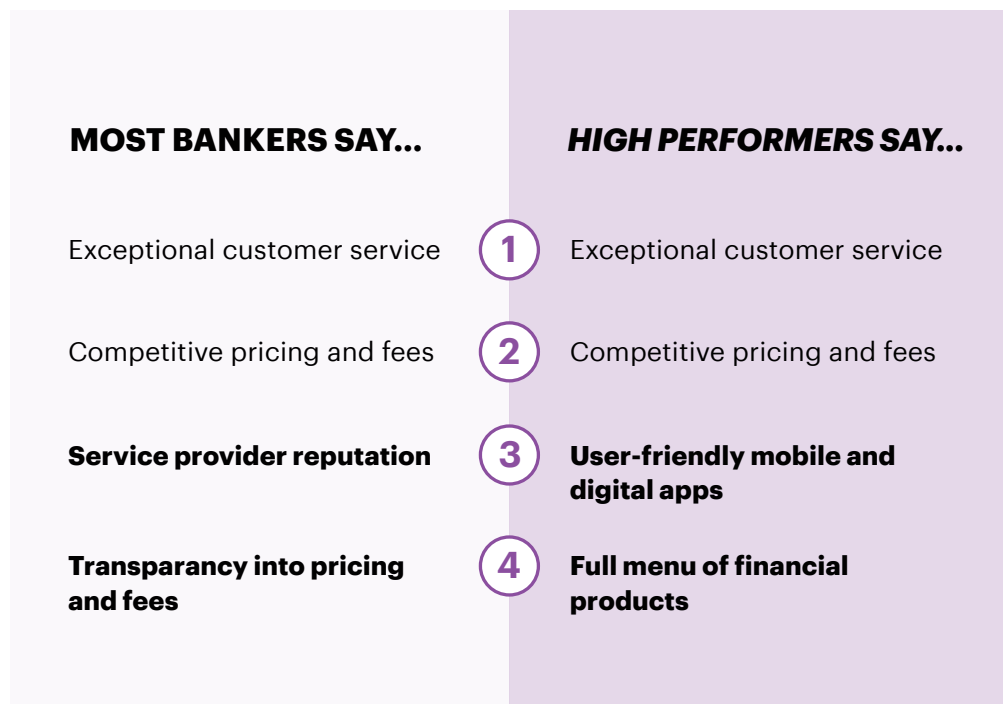 MOST BANKERS SAY...
HIGH PERFORMERS SAY...
Exceptional customer service
1
Exceptional customer service
Competitive pricing and fees
2
Competitive pricing and fees
Service provider reputation
3
User-friendly mobile and
digital apps
Transparancy into pricing
and fees
4
Full menu of financial
products